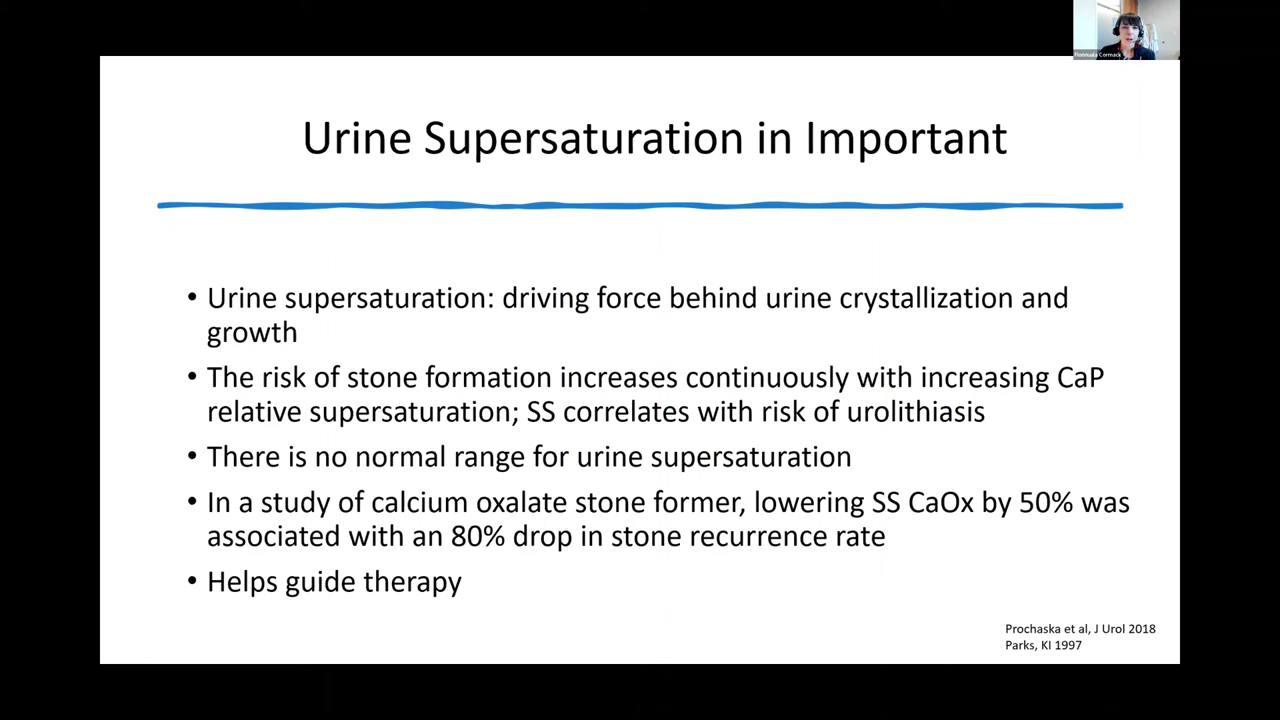 Fionnuala Cormack
Urine Supersaturation in Important
• Urine supersaturation: driving force behind urine crystallization and
growth
• The risk of stone formation increases continuously with increasing CaP
relative supersaturation; SS correlates with risk of urolithiasis
• There is no normal range for urine supersaturation
• In a study of calcium oxalate stone former, lowering SS CaOx by 50% was
associated with an 80% drop in stone recurrence rate
• Helps guide therapy
Prochaska et al, J Urol 2018
Parks, KI 1997